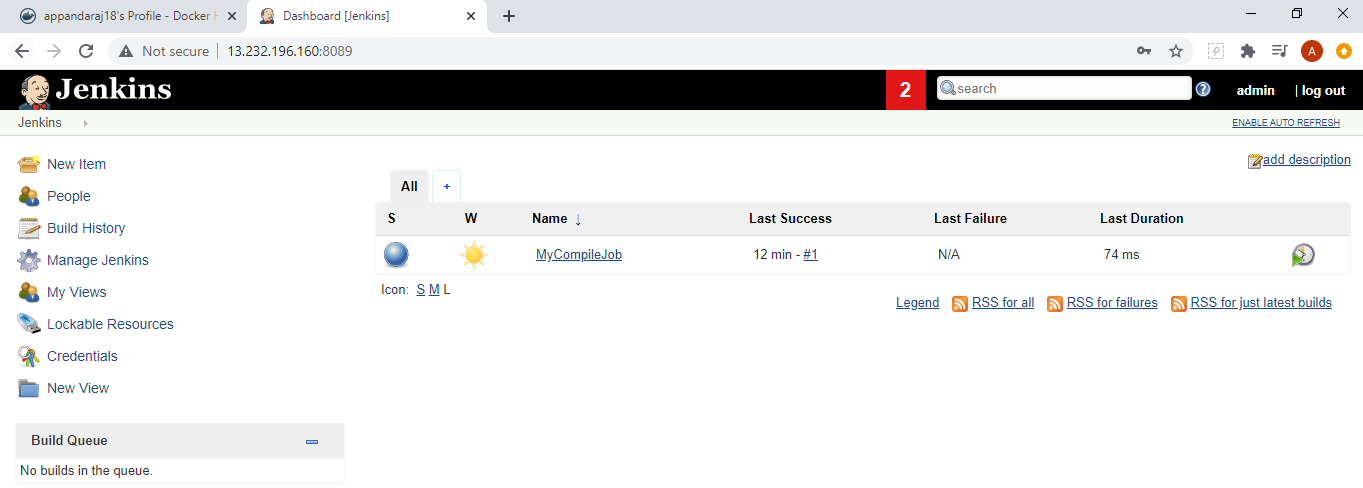 appandaraj18's Profile - Docker H
Dashboard [Jenkins]
Not secure | 13.232.196.160:8089
A
Jenkins
2
search
?
admin
| log out
Jenkins
ENABLE AUTO REFRESH
New Item
People
Build History
Manage Jenkins
My Views
Lockable Resources
Credentials
New View
Build Queue
No builds in the queue.
add description
All
+
S W Name ↓ Last Success Last Failure Last Duration
MyCompileJob 12 min - #1 N/A 74 ms
Icon: S M L
Legend RSS for all RSS for failures RSS for just latest builds